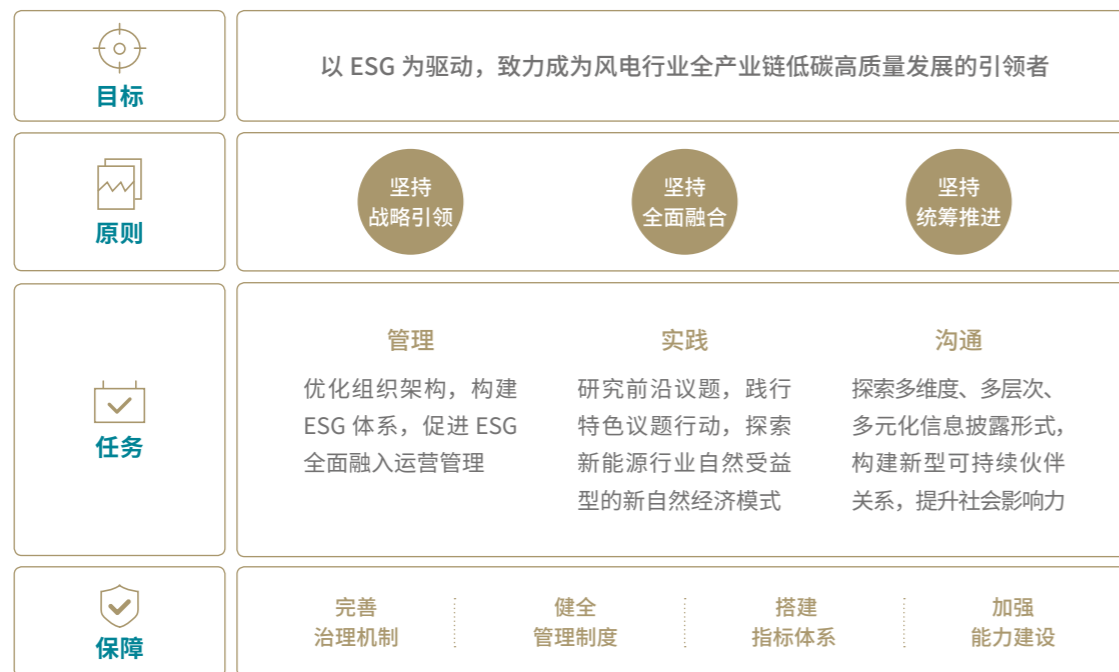 目标
以 ESG 为驱动，致力成为风电行业全产业链低碳高质量发展的引领者
原则
坚持
战略引领
坚持
全面融合
坚持
统筹推进
任务
管理
优化组织架构，构建
ESG 体系，促进 ESG
全面融入运营管理
实践
研究前沿议题，践行
特色议题行动，探索
新能源行业自然受益
型的新自然经济模式
沟通
探索多维度、多层次、
多元化信息披露形式，
构建新型可持续伙伴
关系，提升社会影响力
保障
完善
治理机制
健全
管理制度
搭建
指标体系
加强
能力建设